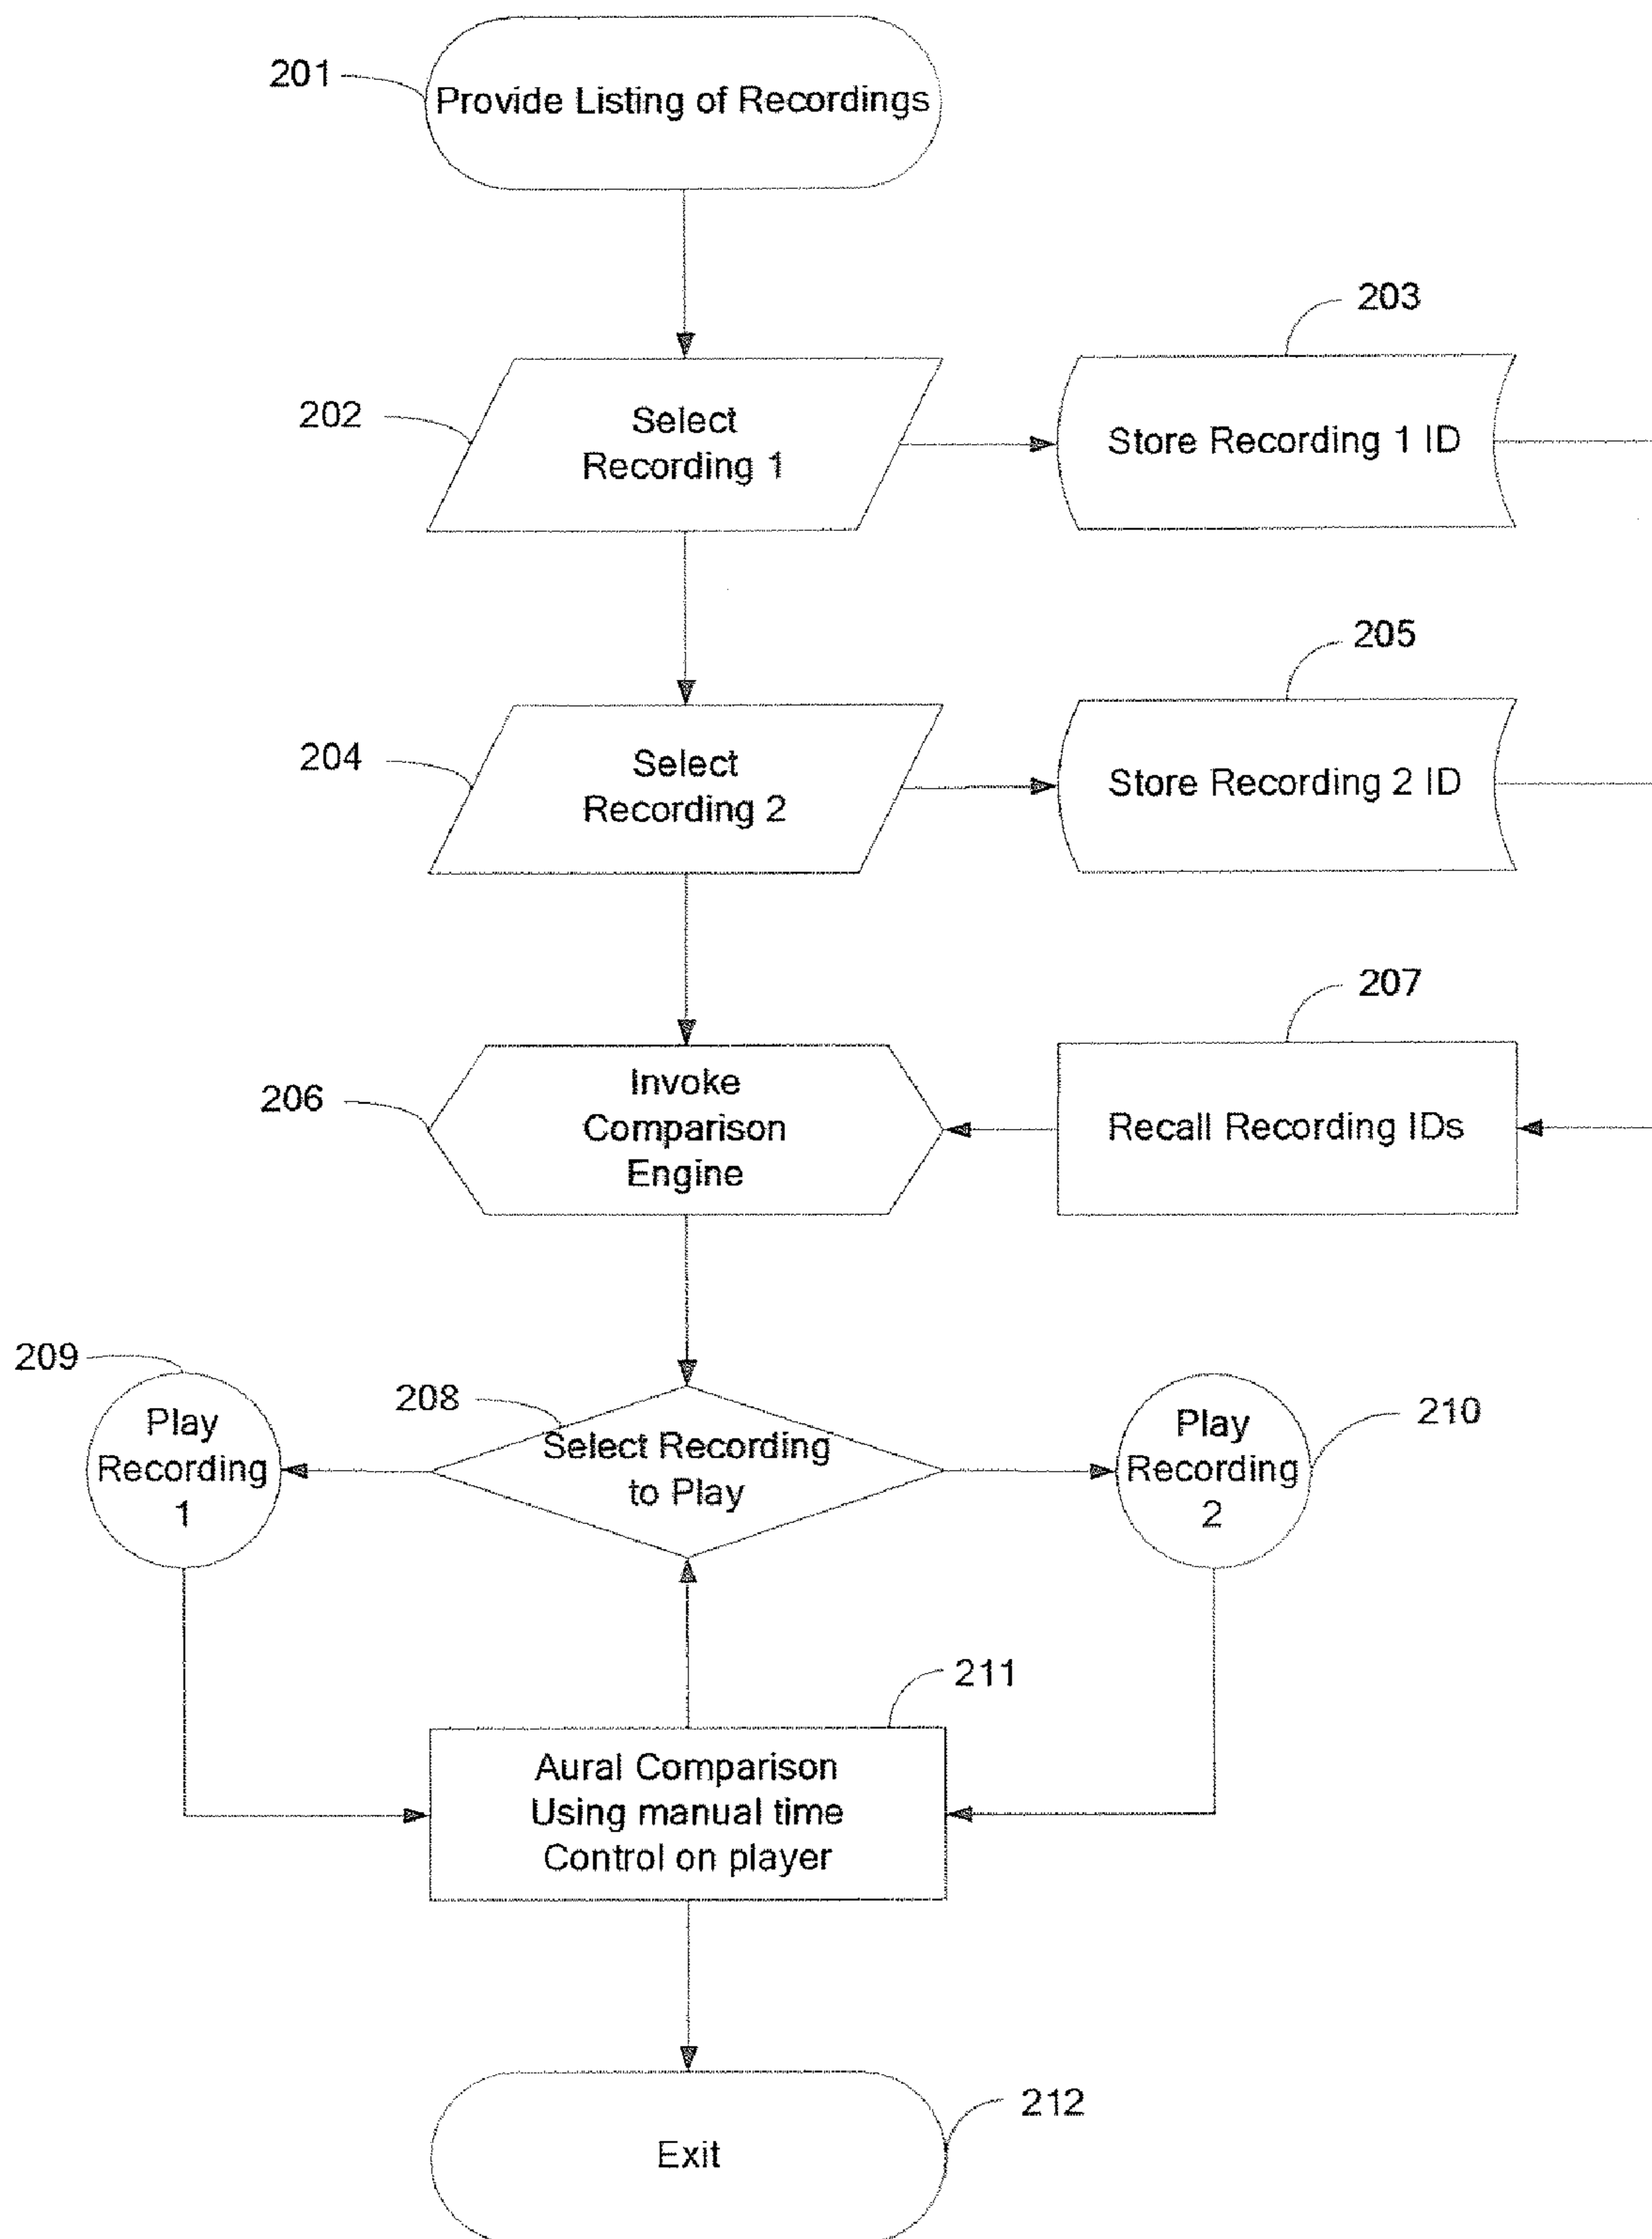 201
Provide Listing of Recordings
203
202
Select
Recording 1
Store Recording 1 ID
205
204
Select
Recording 2
Store Recording 2 ID
207
206
Invoke
Comparison
Engine
Recall Recording IDs
209
208
210
Play
Recording
1
Select Recording
to Play
Play
Recording
2
211
Aural Comparison
Using manual time
Control on player
212
Exit